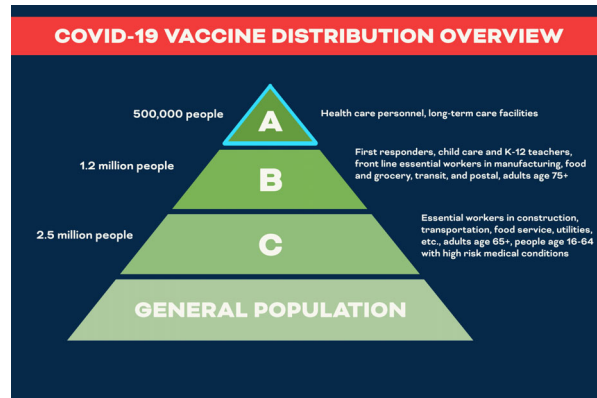 COVID-19 VACCINE DISTRIBUTION OVERVIEW
500,000 people
A
Health care personnel, long-term care facilities
1.2 million people
B
First responders, child care and K-12 teachers,
front line essential workers in manufacturing, food
and grocery, transit, and postal, adults age 75+
2.5 million people
C
Essential workers in construction,
transportation, food service, utilities,
etc., adults age 65+, people age 16-64
with high risk medical conditions
GENERAL POPULATION